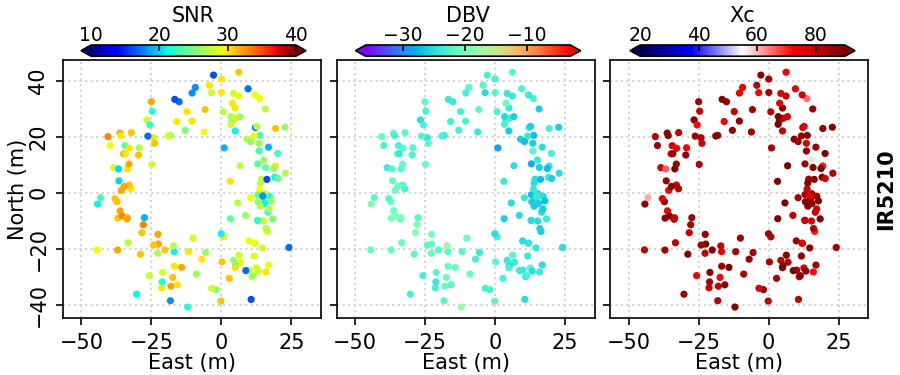 SNR DBV Xc
10 20 30 40 −30 −20 −10 20 40 60 80
North (m)
40
20
0
−20
−40
−50 −25 0 25 −50 −25 0 25 −50 −25 0 25
East (m) East (m) East (m)
IR5210